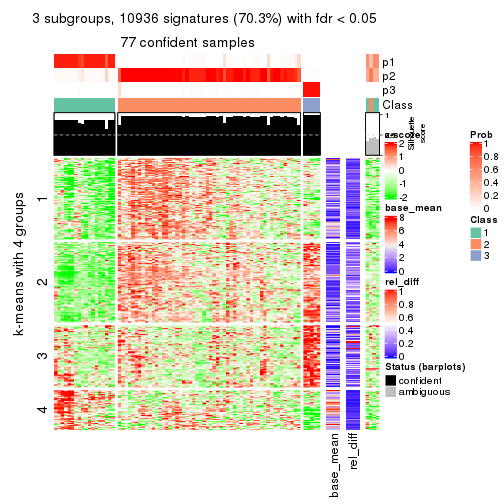 3 subgroups, 10936 signatures (70.3%) with fdr < 0.05
77 confident samples
p1
p2
p3
Class
1
Silhouette
score
z-score
2
1
0
-1
-2
Prob
1
0.8
0.6
0.4
0.2
0
base_mean
8
6
4
2
0
Class
1
2
3
rel_diff
1
0.8
0.6
0.4
0.2
0
Status (barplots)
confident
ambiguous
k-means with 4 groups
1
2
3
4
base_mean
rel_diff